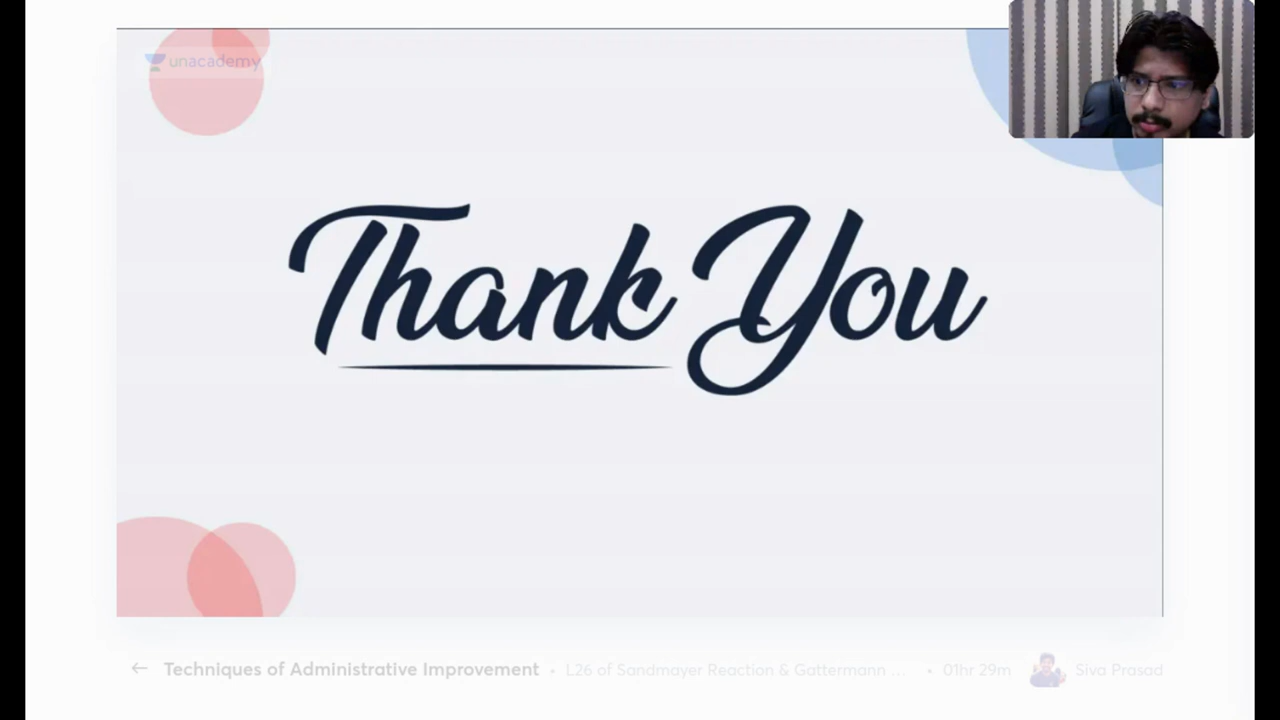 unacademy
Thank You
Techniques of Administrative Improvement • L26 of Sandmayer Reaction & Gattermann ... • 01hr 29m Siva Prasad